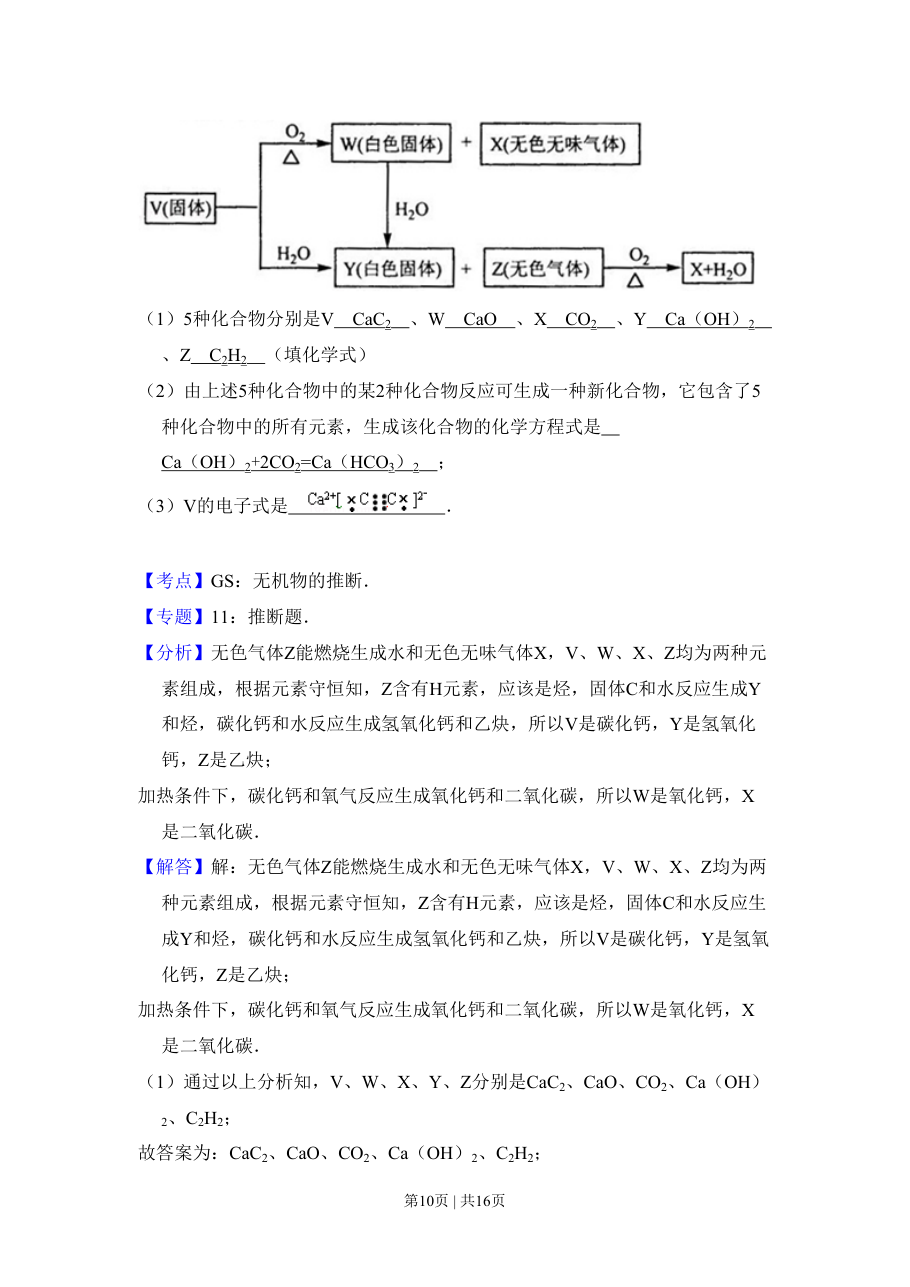 O₂
△
W(白色固体) + X(无色无味气体)
V(固体)
H₂O
H₂O
Y(白色固体) + Z(无色气体)
O₂
△
X+H₂O
（1）5种化合物分别是V CaC₂ 、W CaO 、X CO₂ 、Y Ca（OH）₂
、Z C₂H₂ （填化学式）
（2）由上述5种化合物中的某2种化合物反应可生成一种新化合物，它包含了5
种化合物中的所有元素，生成该化合物的化学方程式是
Ca（OH）₂+2CO₂=Ca（HCO₃）₂ ；
（3）V的电子式是 Ca²⁺[ ×C⋮⋮C× ]²⁻ ．
【考点】GS：无机物的推断．
【专题】11：推断题．
【分析】无色气体Z能燃烧生成水和无色无味气体X，V、W、X、Z均为两种元
素组成，根据元素守恒知，Z含有H元素，应该是烃，固体C和水反应生成Y
和烃，碳化钙和水反应生成氢氧化钙和乙炔，所以V是碳化钙，Y是氢氧化
钙，Z是乙炔；
加热条件下，碳化钙和氧气反应生成氧化钙和二氧化碳，所以W是氧化钙，X
是二氧化碳．
【解答】解：无色气体Z能燃烧生成水和无色无味气体X，V、W、X、Z均为两
种元素组成，根据元素守恒知，Z含有H元素，应该是烃，固体C和水反应生
成Y和烃，碳化钙和水反应生成氢氧化钙和乙炔，所以V是碳化钙，Y是氢氧
化钙，Z是乙炔；
加热条件下，碳化钙和氧气反应生成氧化钙和二氧化碳，所以W是氧化钙，X
是二氧化碳．
（1）通过以上分析知，V、W、X、Y、Z分别是CaC₂、CaO、CO₂、Ca（OH）
₂、C₂H₂；
故答案为：CaC₂、CaO、CO₂、Ca（OH）₂、C₂H₂；
第10页 | 共16页